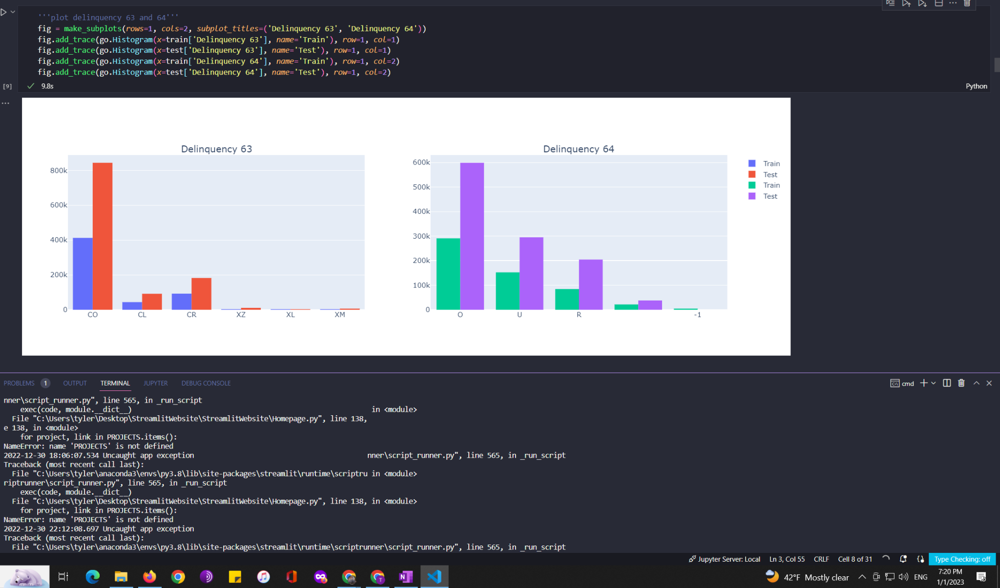 '''plot delinquency 63 and 64'''
fig = make_subplots(rows=1, cols=2, subplot_titles=('Delinquency 63', 'Delinquency 64'))
fig.add_trace(go.Histogram(x=train['Delinquency 63'], name='Train'), row=1, col=1)
fig.add_trace(go.Histogram(x=test['Delinquency 63'], name='Test'), row=1, col=1)
fig.add_trace(go.Histogram(x=train['Delinquency 64'], name='Train'), row=1, col=2)
fig.add_trace(go.Histogram(x=test['Delinquency 64'], name='Test'), row=1, col=2)
[9] 9.8s Python
Delinquency 63
800k
600k
400k
200k
0
CO CL CR XZ XL XM
Delinquency 64
600k
500k
400k
300k
200k
100k
0
O U R -1
Train
Test
Train
Test
PROBLEMS 1 OUTPUT TERMINAL JUPYTER DEBUG CONSOLE cmd
nner\script_runner.py", line 565, in _run_script
exec(code, module.__dict__) in <module>
File "C:\Users\tyler\Desktop\StreamlitWebsite\StreamlitWebsite\Homepage.py", line 138,
e 138, in <module>
for project, link in PROJECTS.items():
NameError: name 'PROJECTS' is not defined
2022-12-30 18:06:07.534 Uncaught app exception nner\script_runner.py", line 565, in _run_script
Traceback (most recent call last):
File "C:\Users\tyler\anaconda3\envs\py3.8\lib\site-packages\streamlit\runtime\scriptru in <module>
riptrunner\script_runner.py", line 565, in _run_script
exec(code, module.__dict__)
File "C:\Users\tyler\Desktop\StreamlitWebsite\StreamlitWebsite\Homepage.py", line 138, in <module>
for project, link in PROJECTS.items():
NameError: name 'PROJECTS' is not defined
2022-12-30 22:12:08.697 Uncaught app exception
Traceback (most recent call last):
File "C:\Users\tyler\anaconda3\envs\py3.8\lib\site-packages\streamlit\runtime\scriptrunner\script_runner.py", line 565, in _run_script
Jupyter Server: Local Ln 3, Col 55 CRLF Cell 8 of 31 Type Checking: off
42°F Mostly clear ENG
7:20 PM
1/1/2023